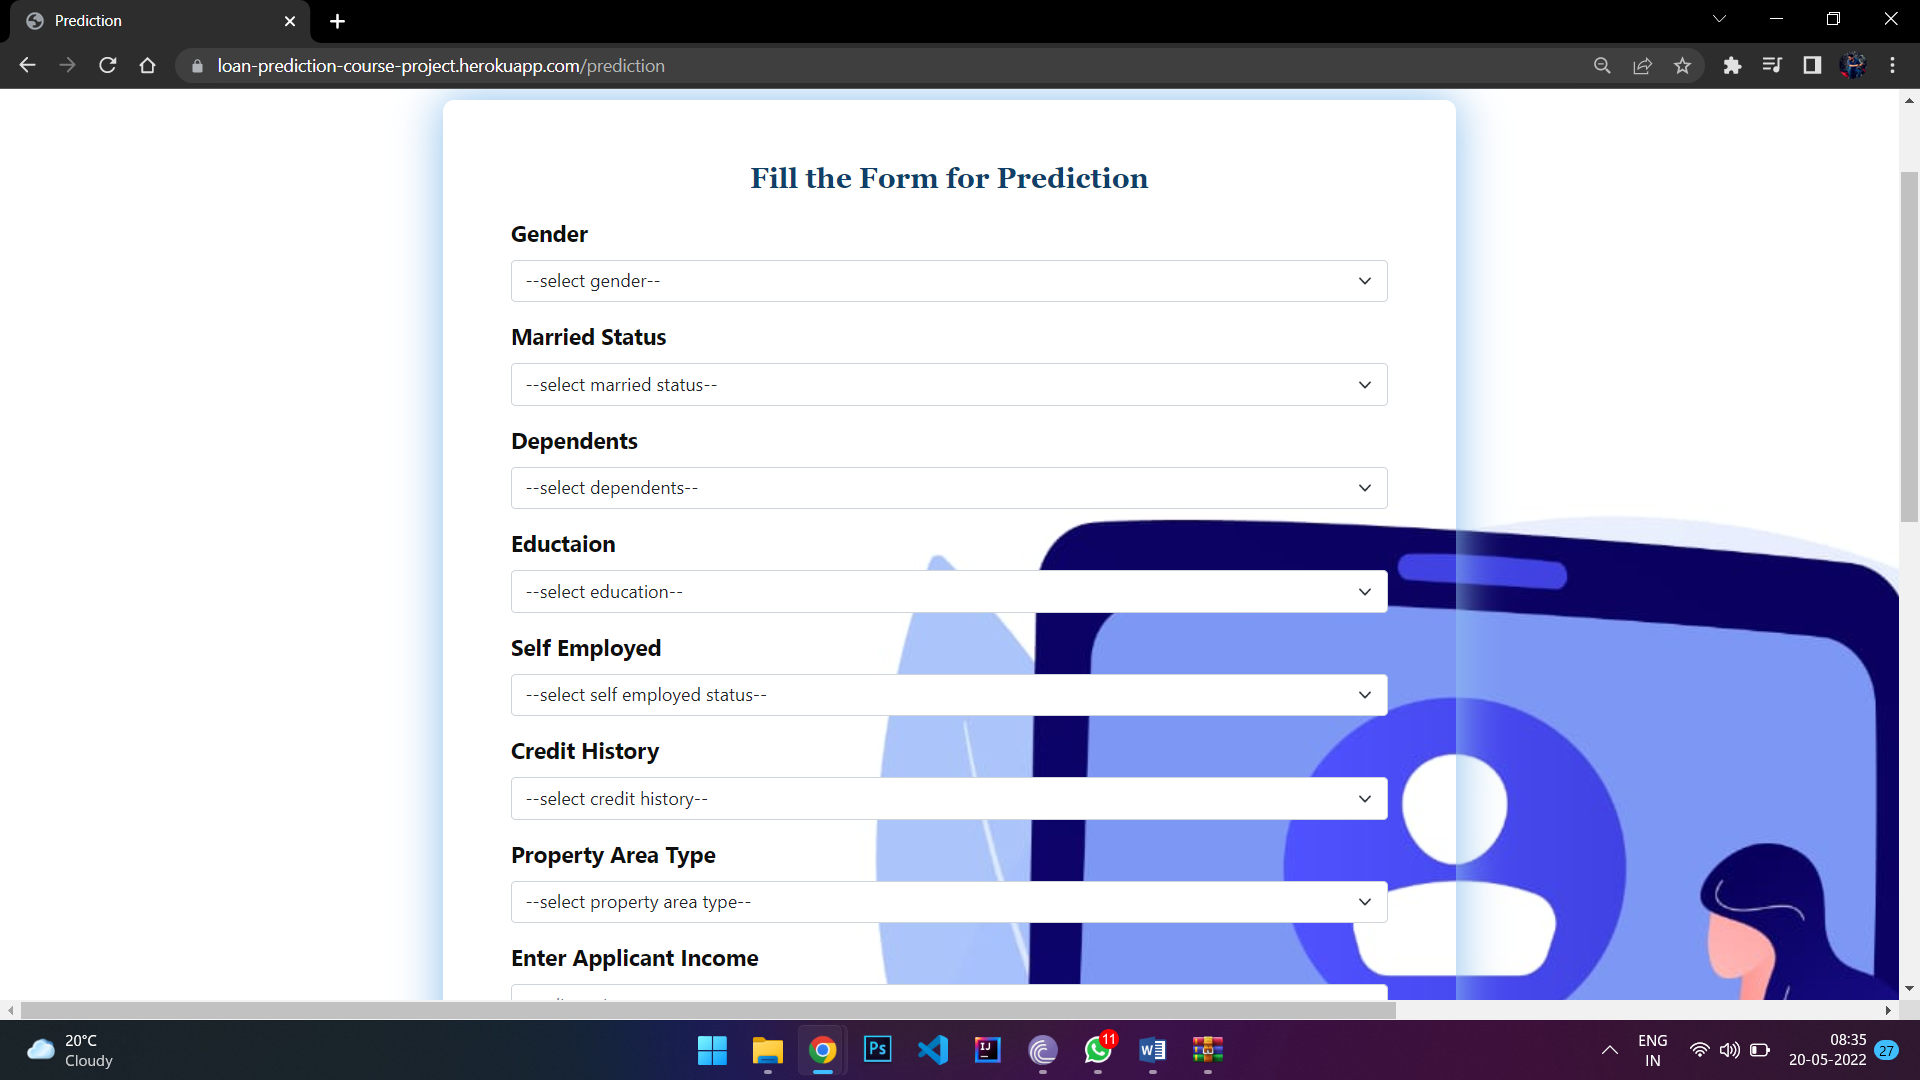 Prediction
loan-prediction-course-project.herokuapp.com/prediction
Fill the Form for Prediction
Gender
--select gender--
Married Status
--select married status--
Dependents
--select dependents--
Eductaion
--select education--
Self Employed
--select self employed status--
Credit History
--select credit history--
Property Area Type
--select property area type--
Enter Applicant Income
20°C
Cloudy
Ps
IJ
11
W
ENG
IN
08:35
20-05-2022
27